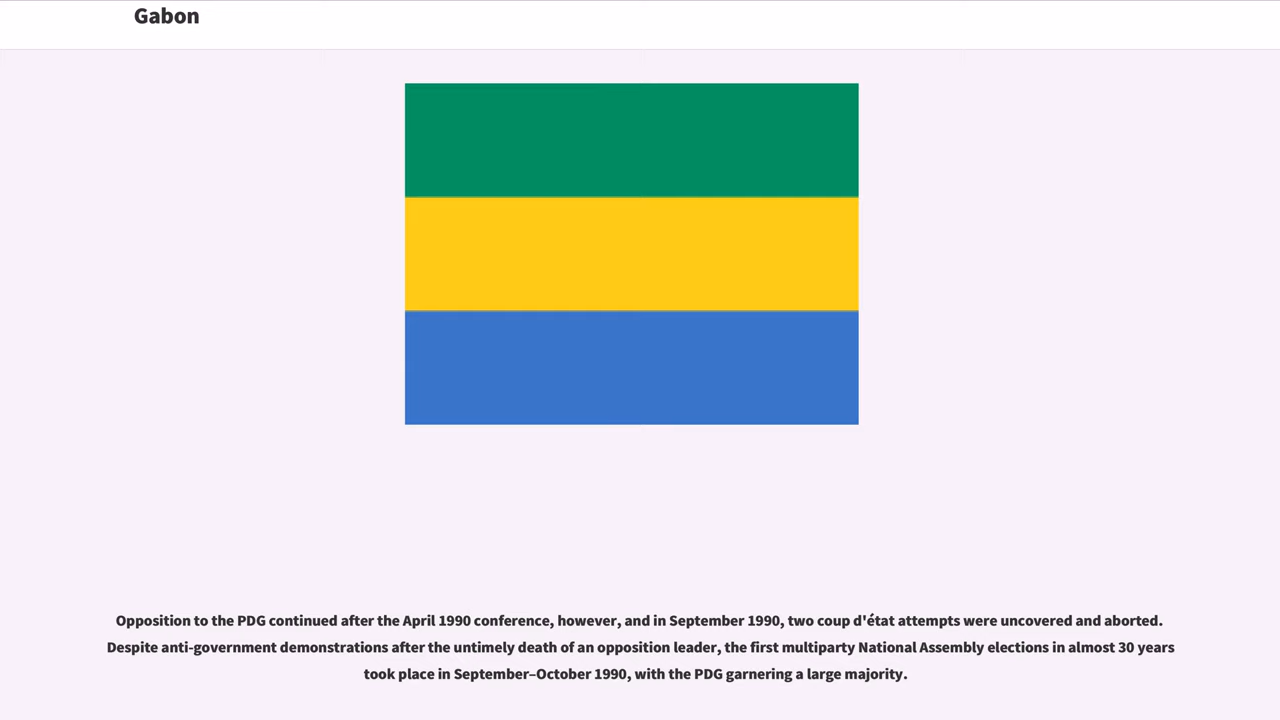 Gabon
Opposition to the PDG continued after the April 1990 conference, however, and in September 1990, two coup d'état attempts were uncovered and aborted.
Despite anti-government demonstrations after the untimely death of an opposition leader, the first multiparty National Assembly elections in almost 30 years
took place in September–October 1990, with the PDG garnering a large majority.